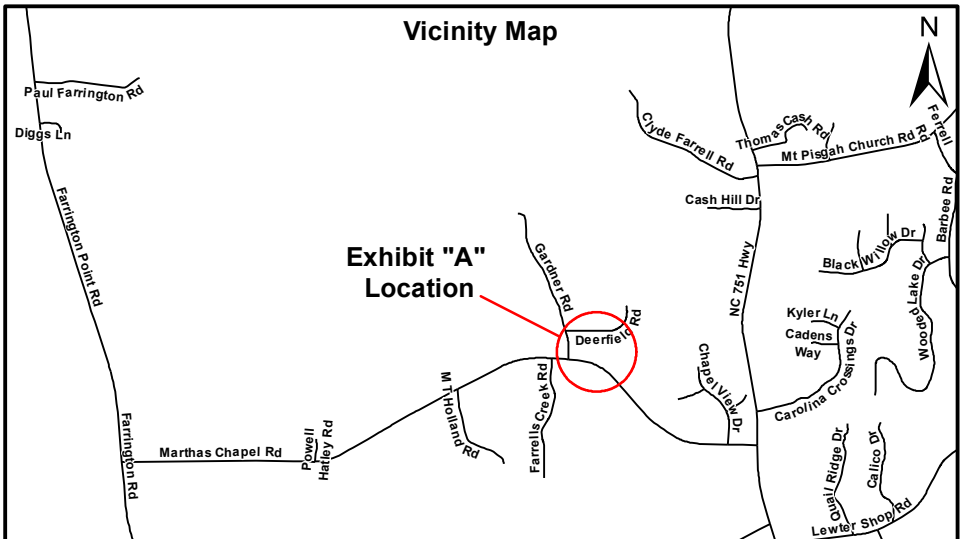 Vicinity Map
N
Paul Farrington Rd
Diggs Ln
Clyde Farrell Rd
Thomas Cash Rd
Mt Pisgah Church Rd
Ferrell Rd
Cash Hill Dr
Barbee Rd
Farrington Point Rd
Gardner Rd
Exhibit "A"
Location
NC 751 Hwy
Black Willow Dr
Wooded Lake Dr
Kyler Ln
Cadens
Way
Deerfield Rd
Carolina Crossings Dr
Chapel View Dr
M T Holland Rd
Farrells Creek Rd
Farrington Rd
Marthas Chapel Rd
Powell
Hatley Rd
Quail Ridge Dr
Calico Dr
Lewter Shop Rd